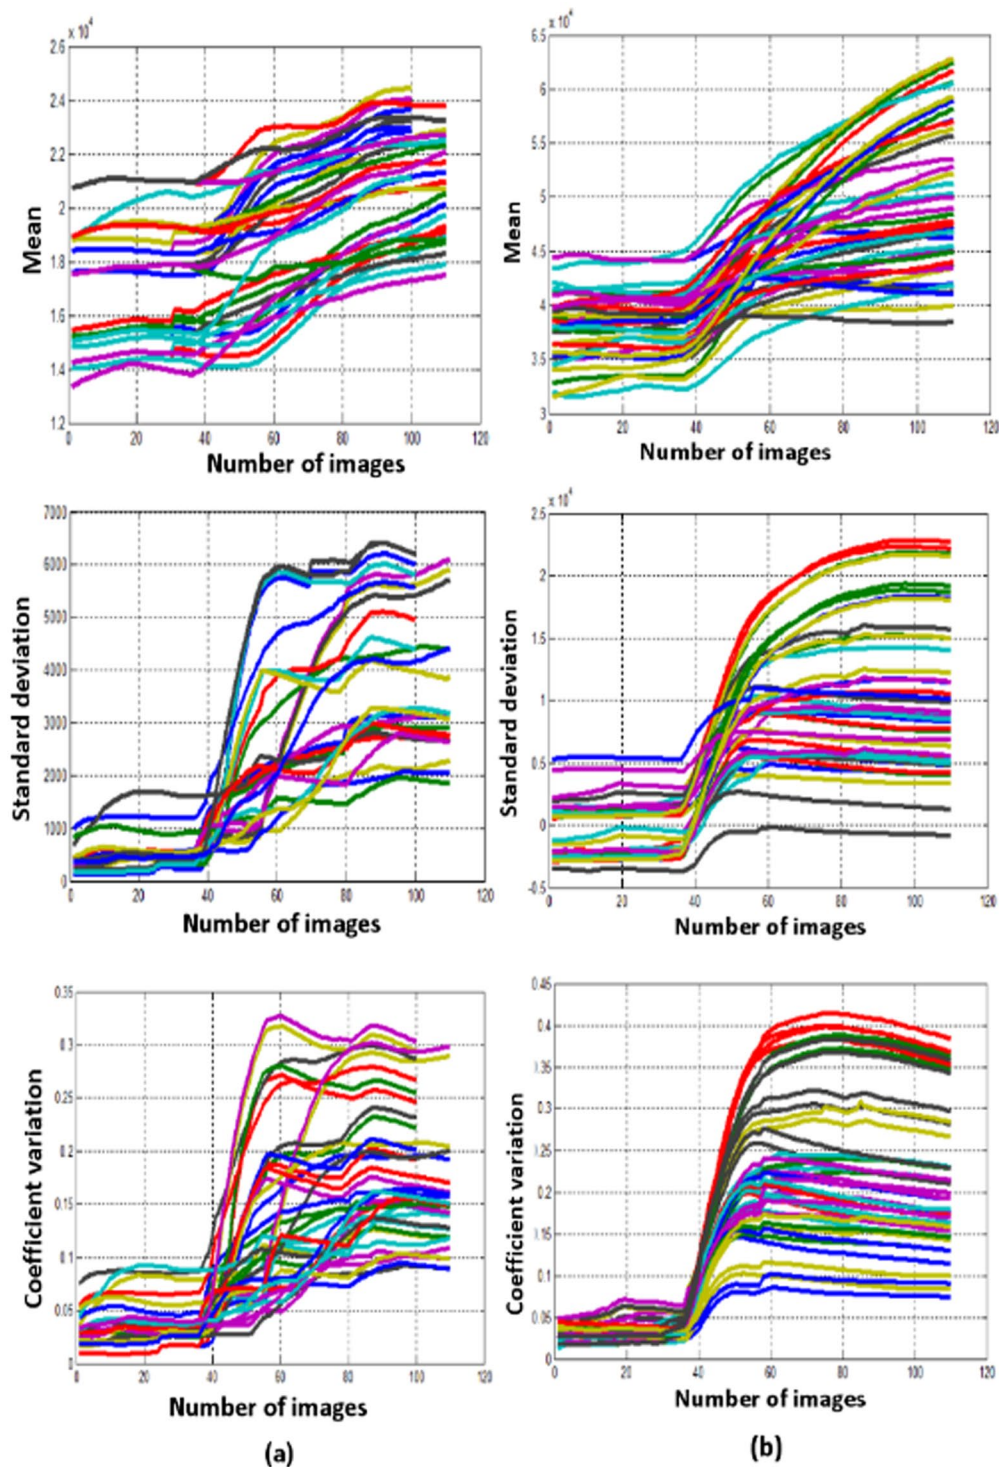 x 10⁴
2.6
2.4
2.2
2
1.8
1.6
1.4
1.2
0 20 40 60 80 100 120
Mean
Number of images
x 10⁴
6.5
6
5.5
5
4.5
4
3.5
3
0 20 40 60 80 100 120
Mean
Number of images
7000
6000
5000
4000
3000
2000
1000
0
0 20 40 60 80 100 120
Standard deviation
Number of images
x 10⁴
2.5
2
1.5
1
0.5
0
-0.5
0 20 40 60 80 100 120
Standard deviation
Number of images
0.35
0.3
0.25
0.2
0.15
0.1
0.05
0
0 20 40 60 80 100 120
Coefficient variation
Number of images
(a)
0.45
0.4
0.35
0.3
0.25
0.2
0.15
0.1
0.05
0
0 20 40 60 80 100 120
Coefficient variation
Number of images
(b)